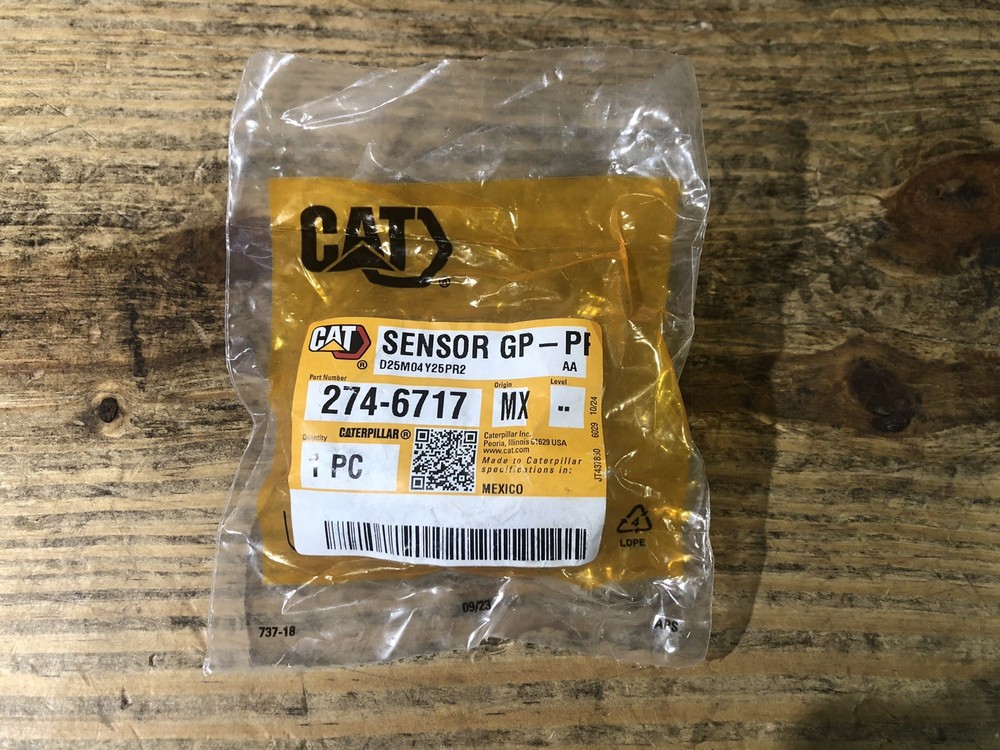 CAT®
CAT®
SENSOR GP-
D25M04Y25PR2 AA
Part Number
274-6717
Origin
MX
Level
--
Quantity
1 PC
CATERPILLAR®
Caterpillar Inc.
Peoria, Illinois 61629 USA
www.cat.com
Made to Caterpillar
specifications in:
MEXICO
6029 10/24
4
LDPE
09/23
737-18
APS